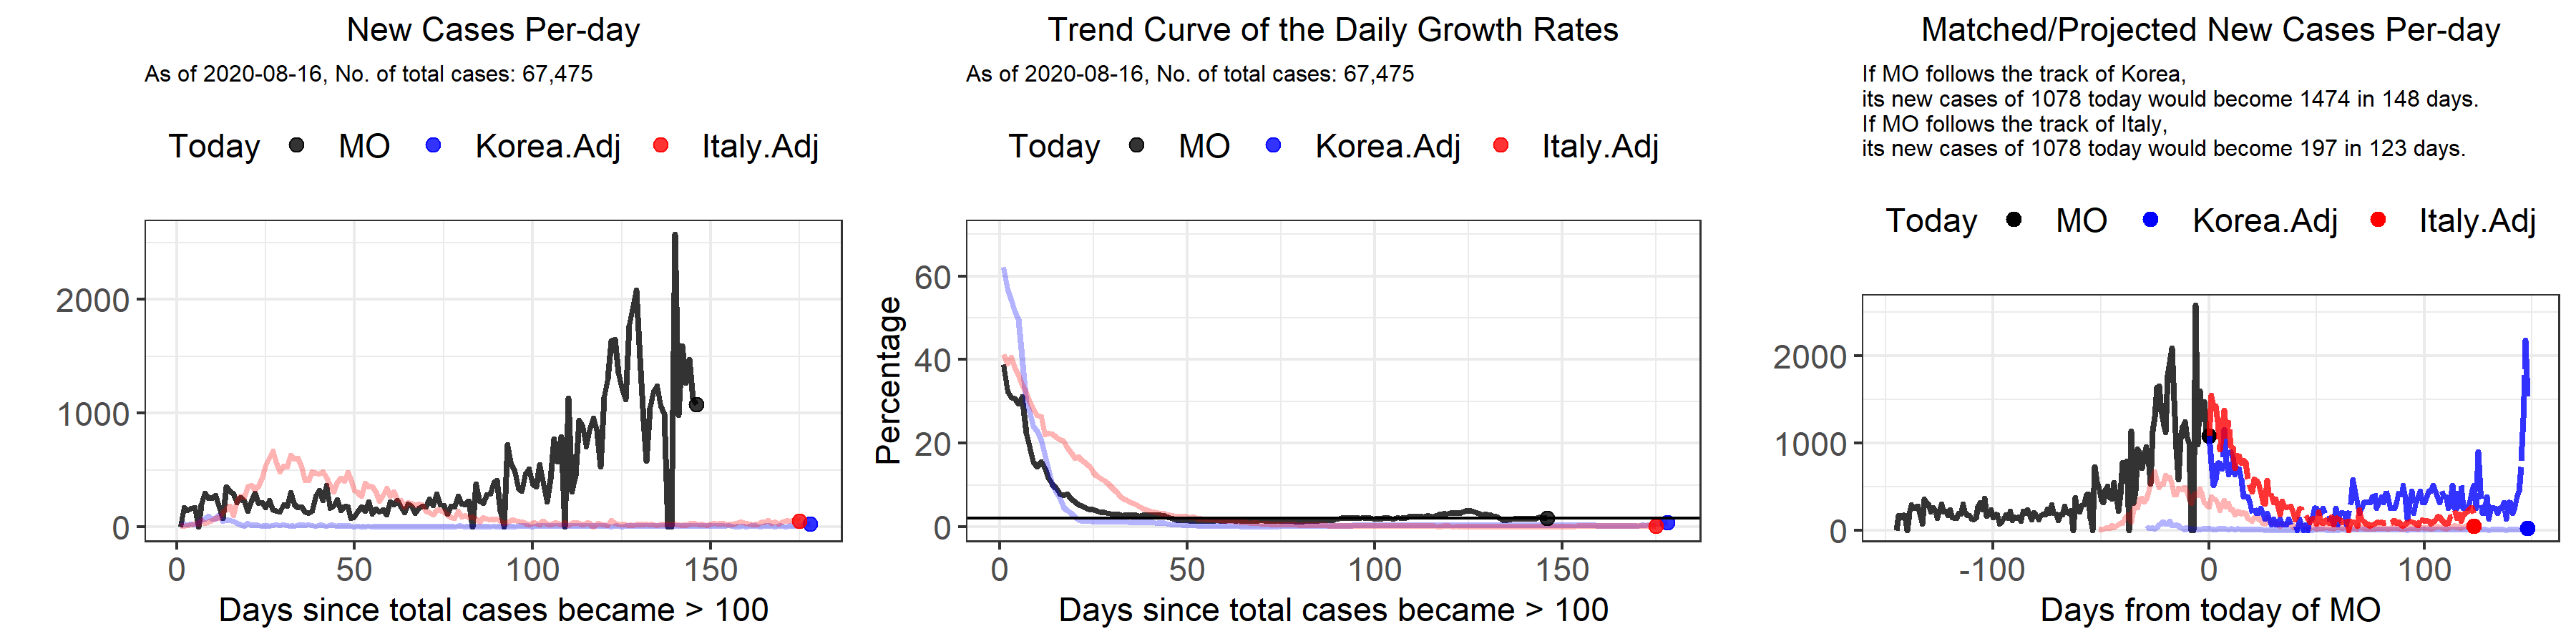 New Cases Per-day
As of 2020-08-16, No. of total cases: 67,475
Today MO Korea.Adj Italy.Adj
2000
1000
0
0 50 100 150
Days since total cases became > 100
Trend Curve of the Daily Growth Rates
As of 2020-08-16, No. of total cases: 67,475
Today MO Korea.Adj Italy.Adj
Percentage
60
40
20
0
0 50 100 150
Days since total cases became > 100
Matched/Projected New Cases Per-day
If MO follows the track of Korea,
its new cases of 1078 today would become 1474 in 148 days.
If MO follows the track of Italy,
its new cases of 1078 today would become 197 in 123 days.
Today MO Korea.Adj Italy.Adj
2000
1000
0
-100 0 100
Days from today of MO